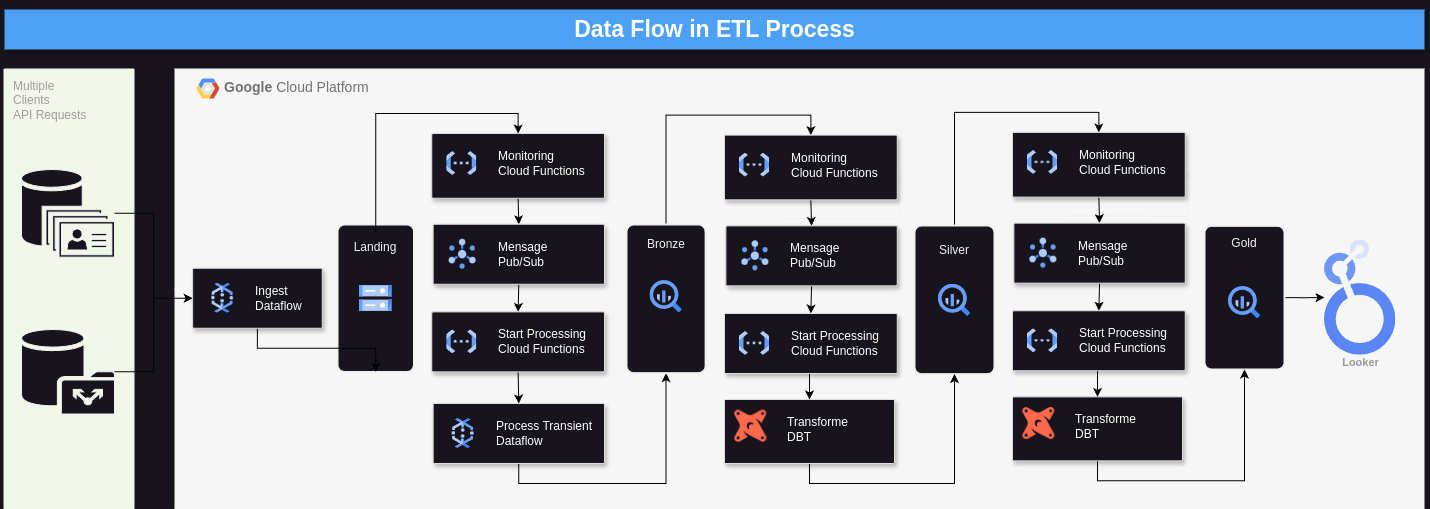 Data Flow in ETL Process
Multiple
Clients
API Requests
Google Cloud Platform
Ingest
Dataflow
Landing
Monitoring
Cloud Functions
Mensage
Pub/Sub
Start Processing
Cloud Functions
Process Transient
Dataflow
Bronze
Monitoring
Cloud Functions
Mensage
Pub/Sub
Start Processing
Cloud Functions
Transforme
DBT
Silver
Monitoring
Cloud Functions
Mensage
Pub/Sub
Start Processing
Cloud Functions
Transforme
DBT
Gold
Looker